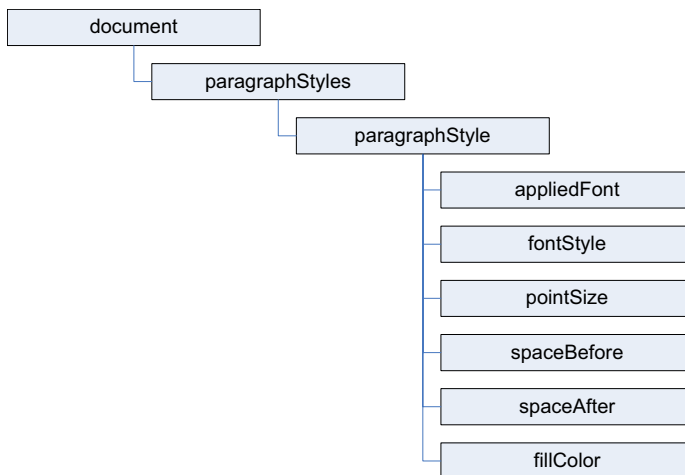 document
paragraphStyles
paragraphStyle
appliedFont
fontStyle
pointSize
spaceBefore
spaceAfter
fillColor